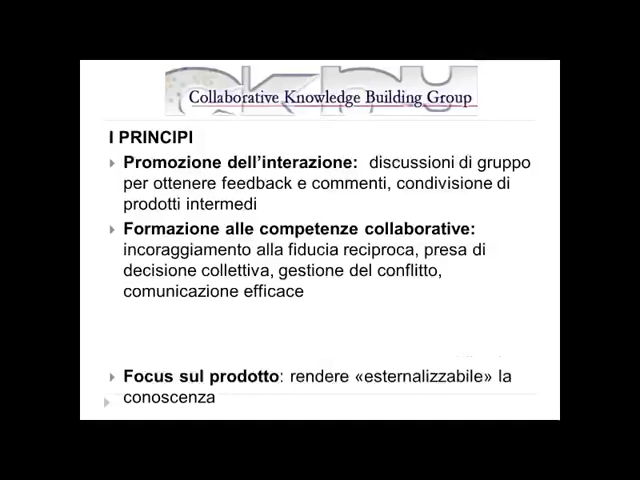 Collaborative Knowledge Building Group
I PRINCIPI
Promozione dell’interazione: discussioni di gruppo
per ottenere feedback e commenti, condivisione di
prodotti intermedi
Formazione alle competenze collaborative:
incoraggiamento alla fiducia reciproca, presa di
decisione collettiva, gestione del conflitto,
comunicazione efficace
Focus sul prodotto: rendere «esternalizzabile» la
conoscenza